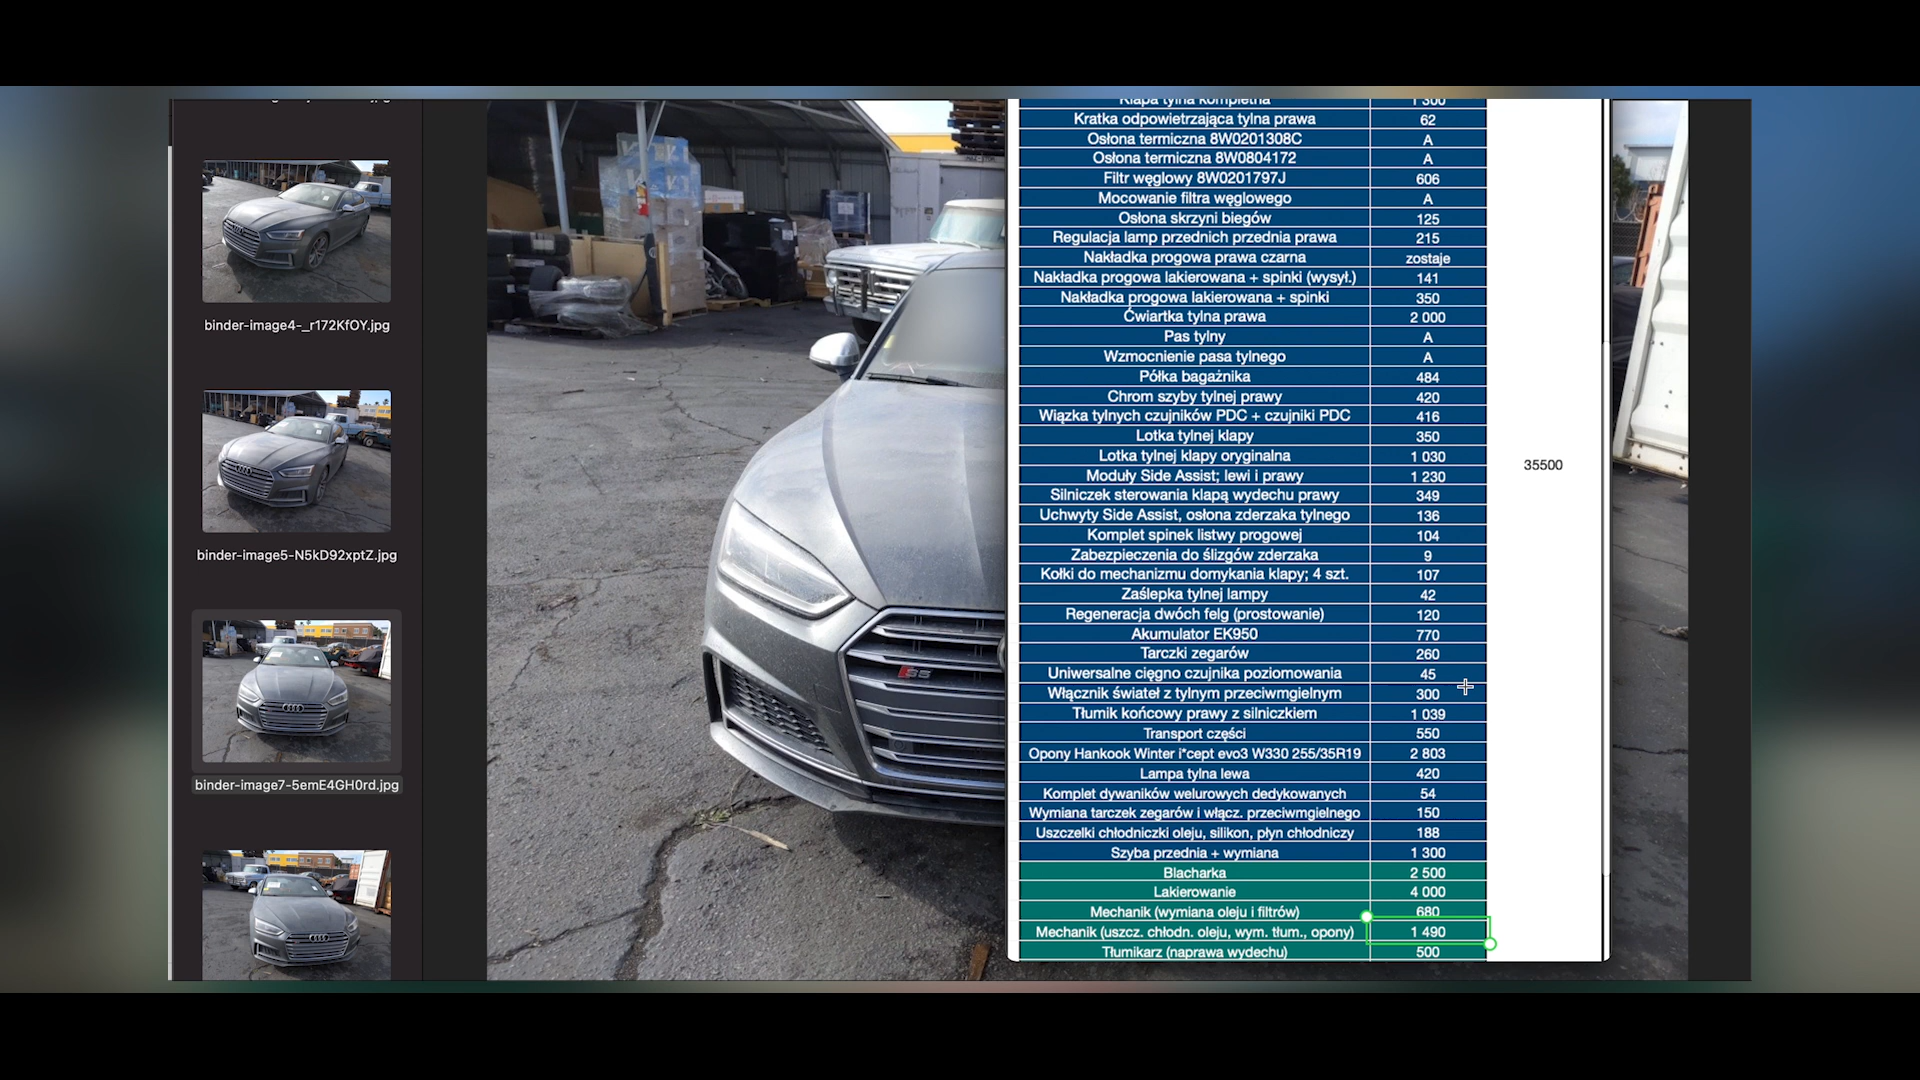 binder-image4-_r172KfOY.jpg
binder-image5-N5kD92xptZ.jpg
binder-image7-5emE4GH0rd.jpg
S5
Klapa tylna kompletna 1 300
Kratka odpowietrzająca tylna prawa 62
Osłona termiczna 8W0201308C A
Osłona termiczna 8W0804172 A
Filtr węglowy 8W0201797J 606
Mocowanie filtra węglowego A
Osłona skrzyni biegów 125
Regulacja lamp przednich przednia prawa 215
Nakładka progowa prawa czarna zostaje
Nakładka progowa lakierowana + spinki (wysył.) 141
Nakładka progowa lakierowana + spinki 350
Ćwiartka tylna prawa 2 000
Pas tylny A
Wzmocnienie pasa tylnego A
Półka bagażnika 484
Chrom szyby tylnej prawy 420
Wiązka tylnych czujników PDC + czujniki PDC 416
Lotka tylnej klapy 350
Lotka tylnej klapy oryginalna 1 030
35500
Moduły Side Assist; lewi i prawy 1 230
Silniczek sterowania klapą wydechu prawy 349
Uchwyty Side Assist, osłona zderzaka tylnego 136
Komplet spinek listwy progowej 104
Zabezpieczenia do ślizgów zderzaka 9
Kołki do mechanizmu domykania klapy; 4 szt. 107
Zaślepka tylnej lampy 42
Regeneracja dwóch felg (prostowanie) 120
Akumulator EK950 770
Tarczki zegarów 260
Uniwersalne cięgno czujnika poziomowania 45
Włącznik świateł z tylnym przeciwmgielnym 300
Tłumik końcowy prawy z silniczkiem 1 039
Transport części 550
Opony Hankook Winter i*cept evo3 W330 255/35R19 2 803
Lampa tylna lewa 420
Komplet dywaników welurowych dedykowanych 54
Wymiana tarczek zegarów i włącz. przeciwmgielnego 150
Uszczelki chłodniczki oleju, silikon, płyn chłodniczy 188
Szyba przednia + wymiana 1 300
Blacharka 2 500
Lakierowanie 4 000
Mechanik (wymiana oleju i filtrów) 680
Mechanik (uszcz. chłodn. oleju, wym. tłum., opony) 1 490
Tłumikarz (naprawa wydechu) 500